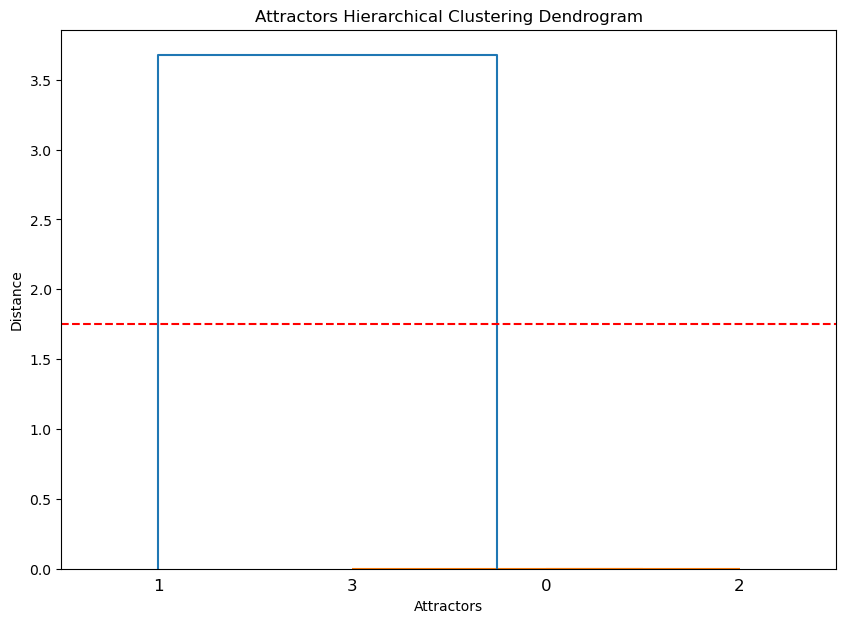 Attractors Hierarchical Clustering Dendrogram
3.5
3.0
2.5
2.0
1.5
1.0
0.5
0.0
Distance
1 3 0 2
Attractors